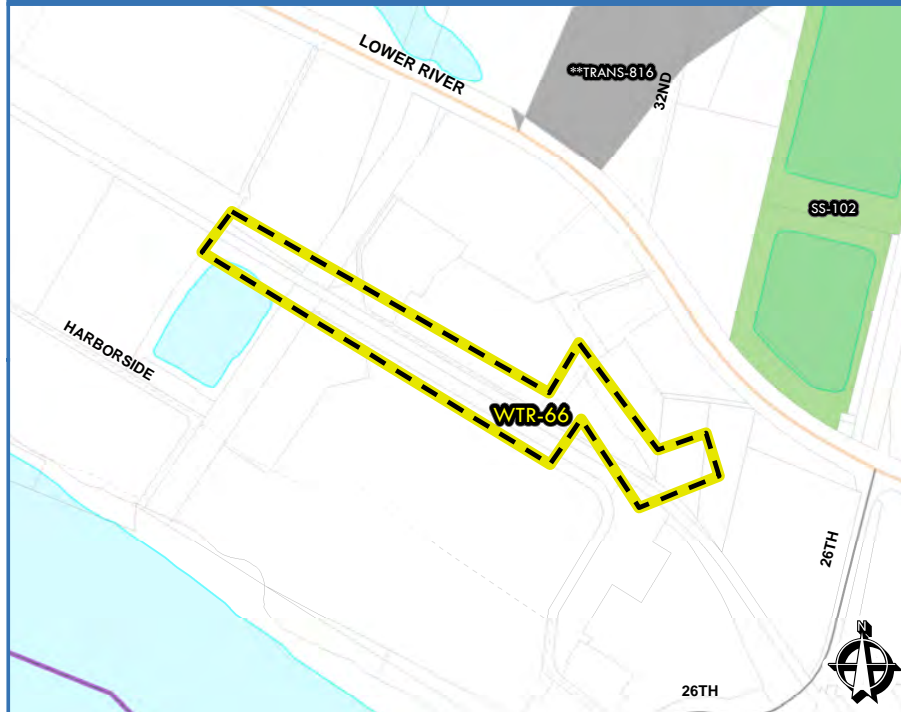 LOWER RIVER
**TRANS-816
32ND
SS-102
HARBORSIDE
WTR-66
26TH
26TH
N